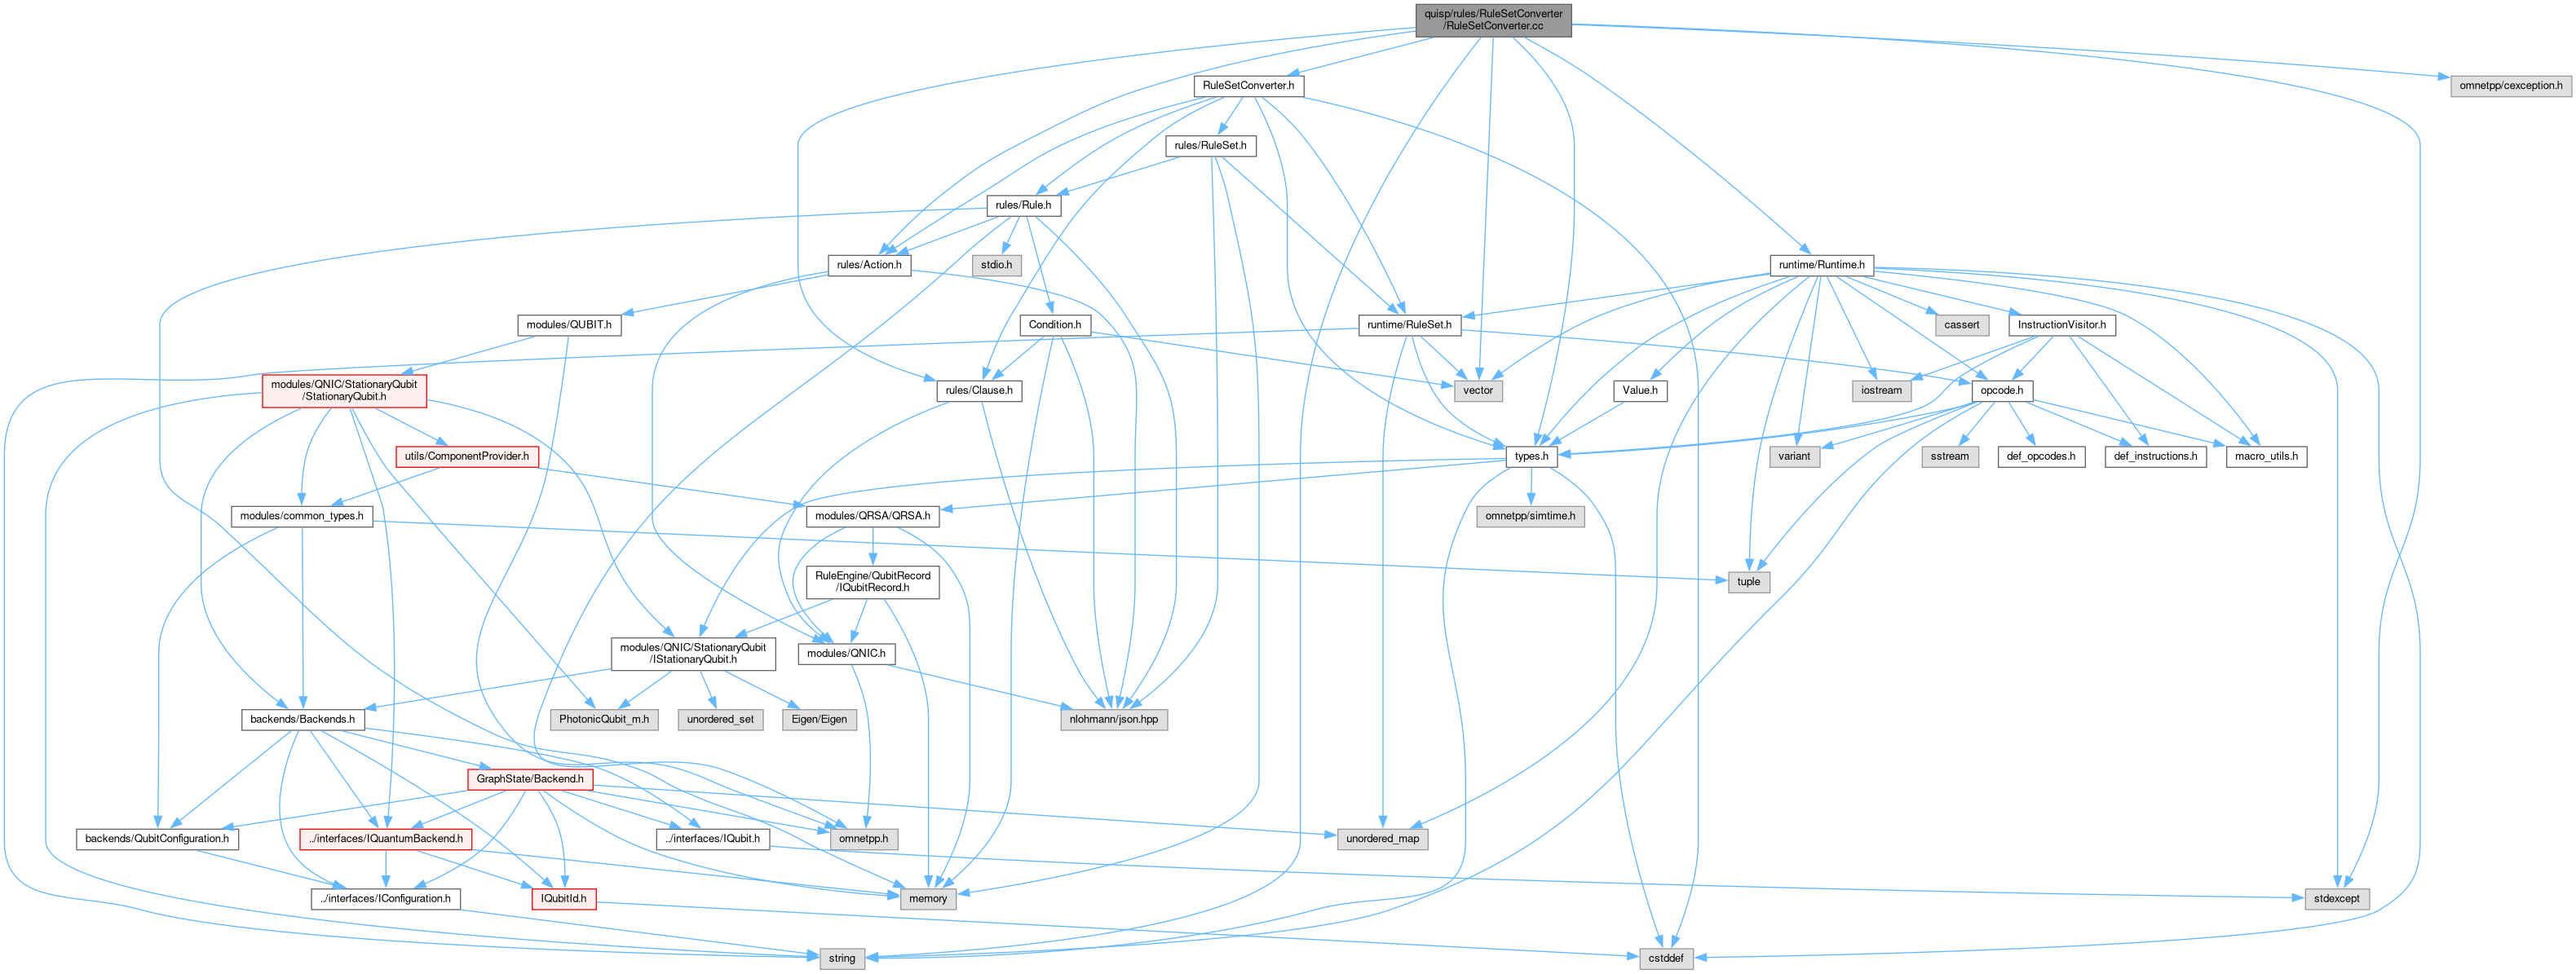 quisp/rules/RuleSetConverter
/RuleSetConverter.cc
RuleSetConverter.h
omnetpp/cexception.h
rules/RuleSet.h
rules/Rule.h
rules/Action.h
stdio.h
runtime/Runtime.h
modules/QUBIT.h
Condition.h
runtime/RuleSet.h
cassert
InstructionVisitor.h
modules/QNIC/StationaryQubit
/StationaryQubit.h
rules/Clause.h
vector
Value.h
iostream
opcode.h
utils/ComponentProvider.h
types.h
variant
sstream
def_opcodes.h
def_instructions.h
macro_utils.h
modules/common_types.h
modules/QRSA/QRSA.h
omnetpp/simtime.h
RuleEngine/QubitRecord
/IQubitRecord.h
tuple
modules/QNIC/StationaryQubit
/IStationaryQubit.h
modules/QNIC.h
backends/Backends.h
PhotonicQubit_m.h
unordered_set
Eigen/Eigen
nlohmann/json.hpp
GraphState/Backend.h
backends/QubitConfiguration.h
../interfaces/IQuantumBackend.h
../interfaces/IQubit.h
omnetpp.h
unordered_map
../interfaces/IConfiguration.h
IQubitId.h
memory
stdexcept
string
cstddef